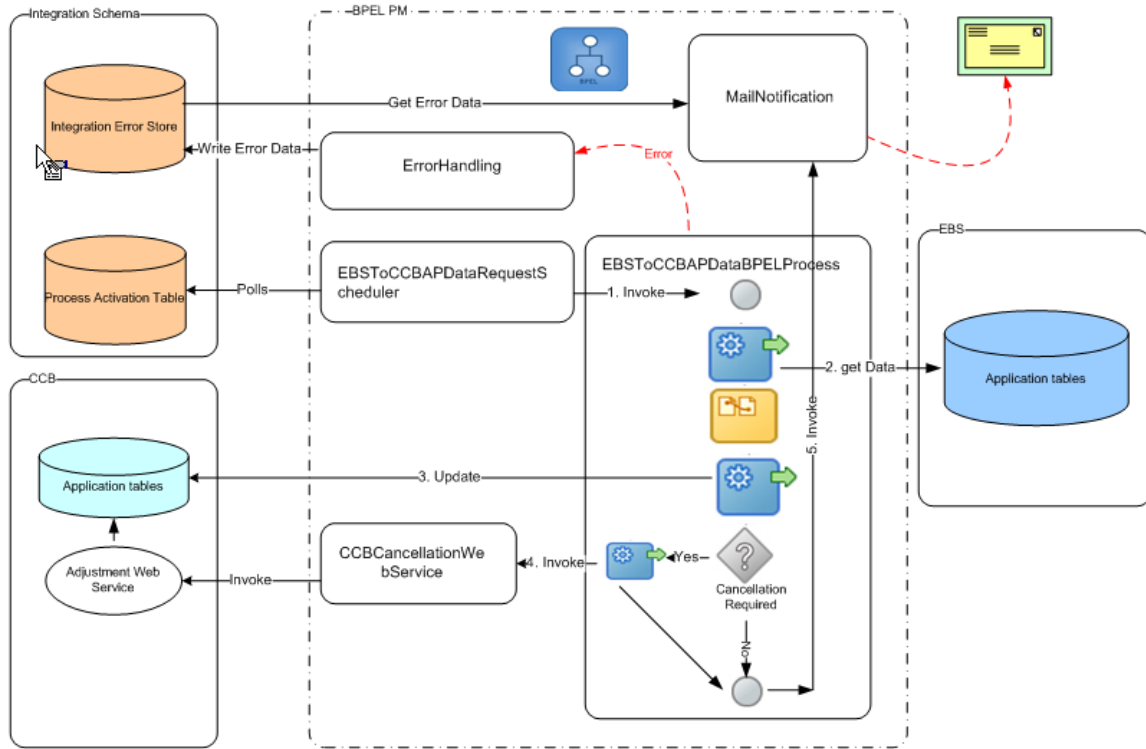 Integration Schema
BPEL PM
BPEL
Integration Error Store
Get Error Data
MailNotification
Write Error Data
ErrorHandling
Error
EBS
Process Activation Table
Polls
EBSToCCBAPDataRequestS
cheduler
1. Invoke
EBSToCCBAPDataBPELProcess
2. get Data
Application tables
5. Invoke
CCB
Application tables
3. Update
Adjustment Web
Service
Invoke
CCBCancellationWe
bService
4. Invoke
Yes
?
Cancellation
Required
No